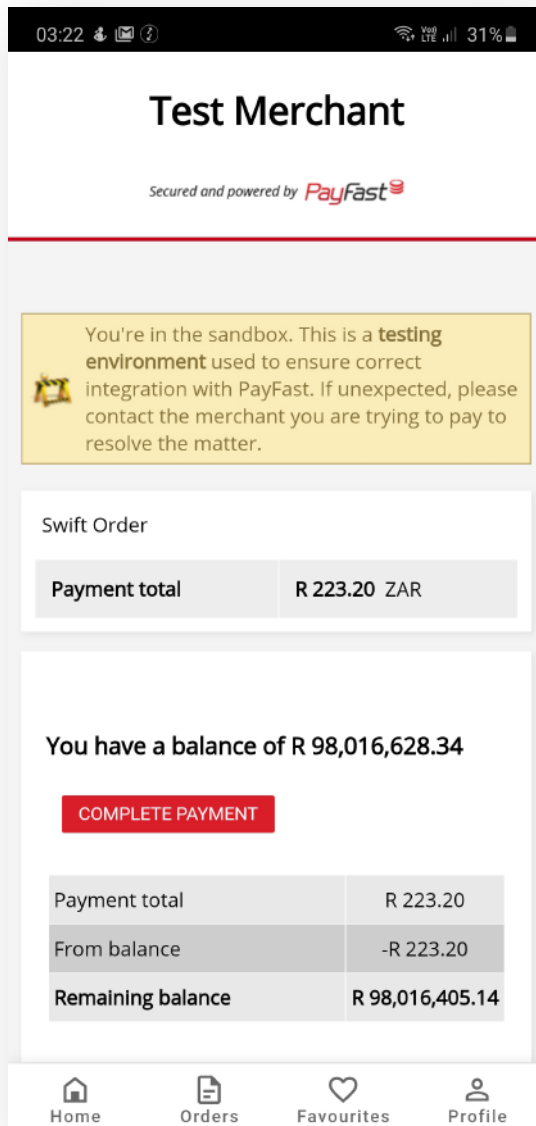 03:22 31%
Test Merchant
Secured and powered by PayFast
You're in the sandbox. This is a testing
environment used to ensure correct
integration with PayFast. If unexpected, please
contact the merchant you are trying to pay to
resolve the matter.
Swift Order
Payment total R 223.20 ZAR
You have a balance of R 98,016,628.34
COMPLETE PAYMENT
Payment total R 223.20
From balance -R 223.20
Remaining balance R 98,016,405.14
Home Orders Favourites Profile